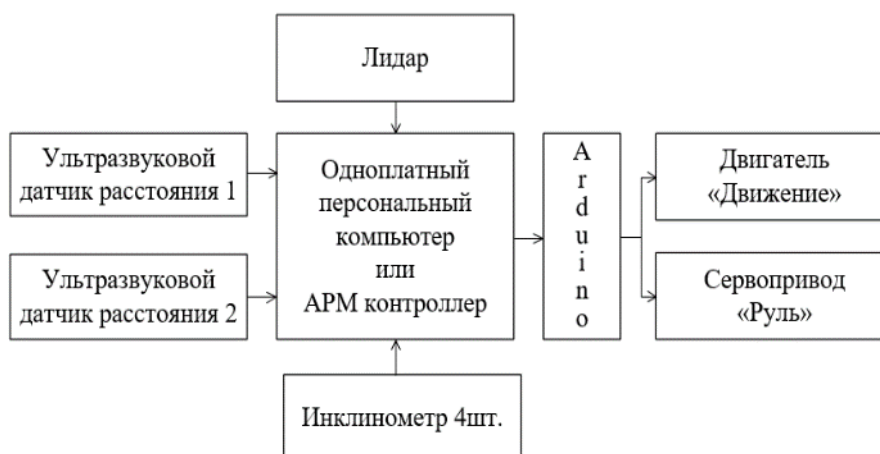 Лидар
Ультразвуковой
датчик расстояния 1
Ультразвуковой
датчик расстояния 2
Одноплатный
персональный
компьютер
или
АРМ контроллер
Инклинометр 4шт.
A
r
d
u
i
n
o
Двигатель
«Движение»
Сервопривод
«Руль»